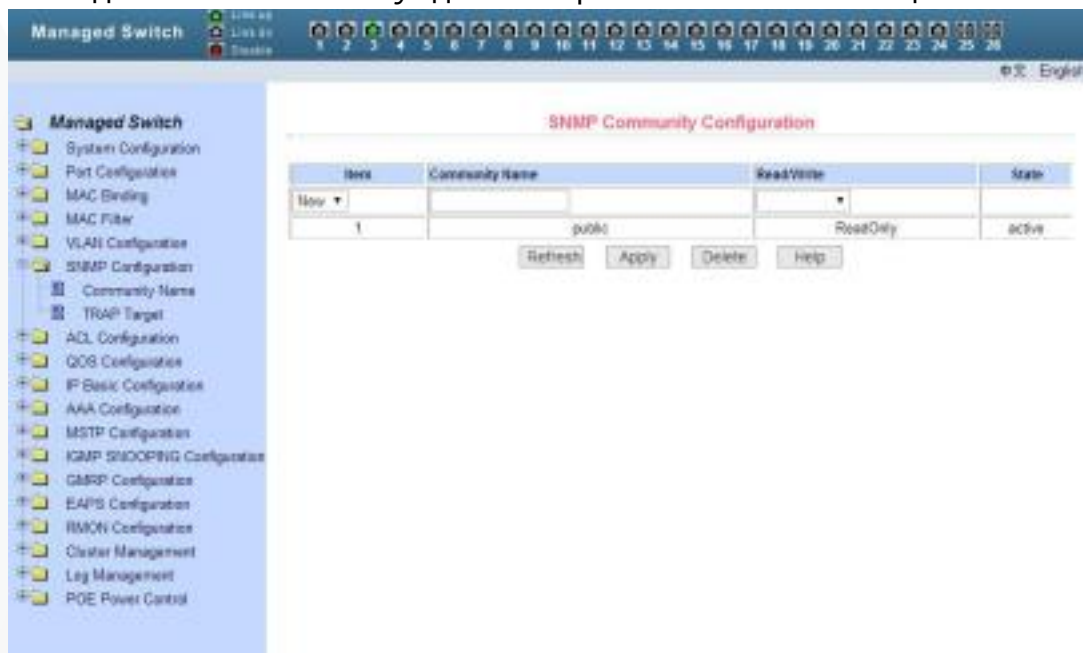 Managed Switch
Link up
Disable
1 2 3 4 5 6 7 8 9 10 11 12 13 14 15 16 17 18 19 20 21 22 23 24 25 26
中文 English
Managed Switch
System Configuration
Port Configuration
MAC Binding
MAC Filter
VLAN Configuration
SNMP Configuration
Community Name
TRAP Target
ACL Configuration
QOS Configuration
IP Basic Configuration
AAA Configuration
MSTP Configuration
IGMP SNOOPING Configuration
GMRP Configuration
EAPS Configuration
RMON Configuration
Cluster Management
Log Management
POE Power Control
SNMP Community Configuration
Item Community Name Read/Write State
New
1 public ReadOnly active
Refresh Apply Delete Help